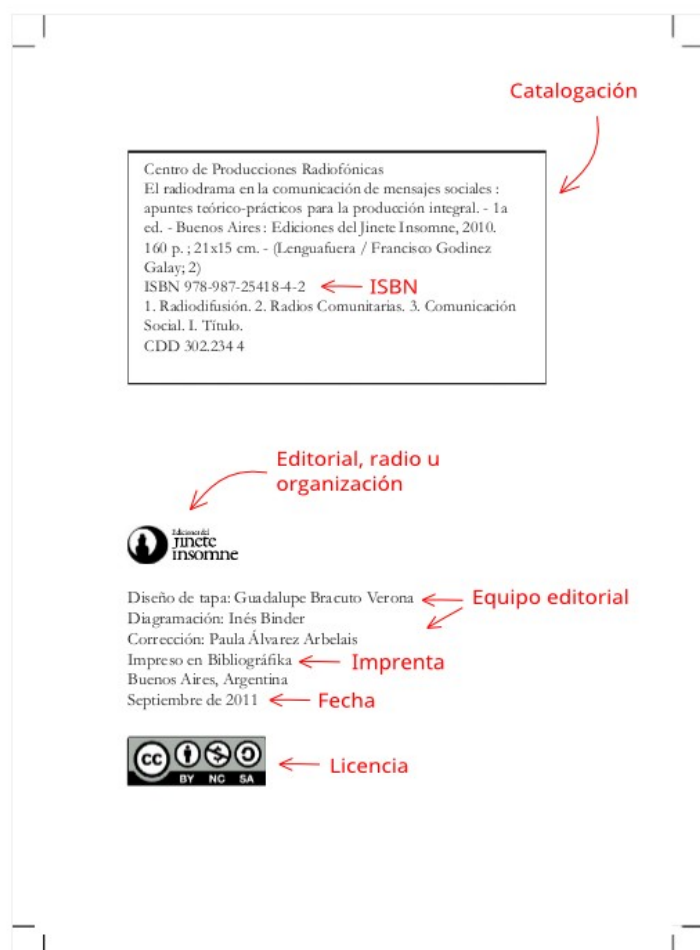 Catalogación
Centro de Producciones Radiofónicas
El radiodrama en la comunicación de mensajes sociales :
apuntes teórico-prácticos para la producción integral. - 1a
ed. - Buenos Aires : Ediciones del Jinete Insomne, 2010.
160 p. ; 21x15 cm. - (Lenguafuera / Francisco Godinez
Galay; 2)
ISBN 978-987-25418-4-2
ISBN
1. Radiodifusión. 2. Radios Comunitarias. 3. Comunicación
Social. I. Título.
CDD 302.234 4
Editorial, radio u
organización
Ediciones del
jinete
insomne
Diseño de tapa: Guadalupe Bracuto Verona
Equipo editorial
Diagramación: Inés Binder
Corrección: Paula Álvarez Arbelais
Impreso en Bibliográfika
Imprenta
Buenos Aires, Argentina
Septiembre de 2011
Fecha
cc
BY NC SA
Licencia